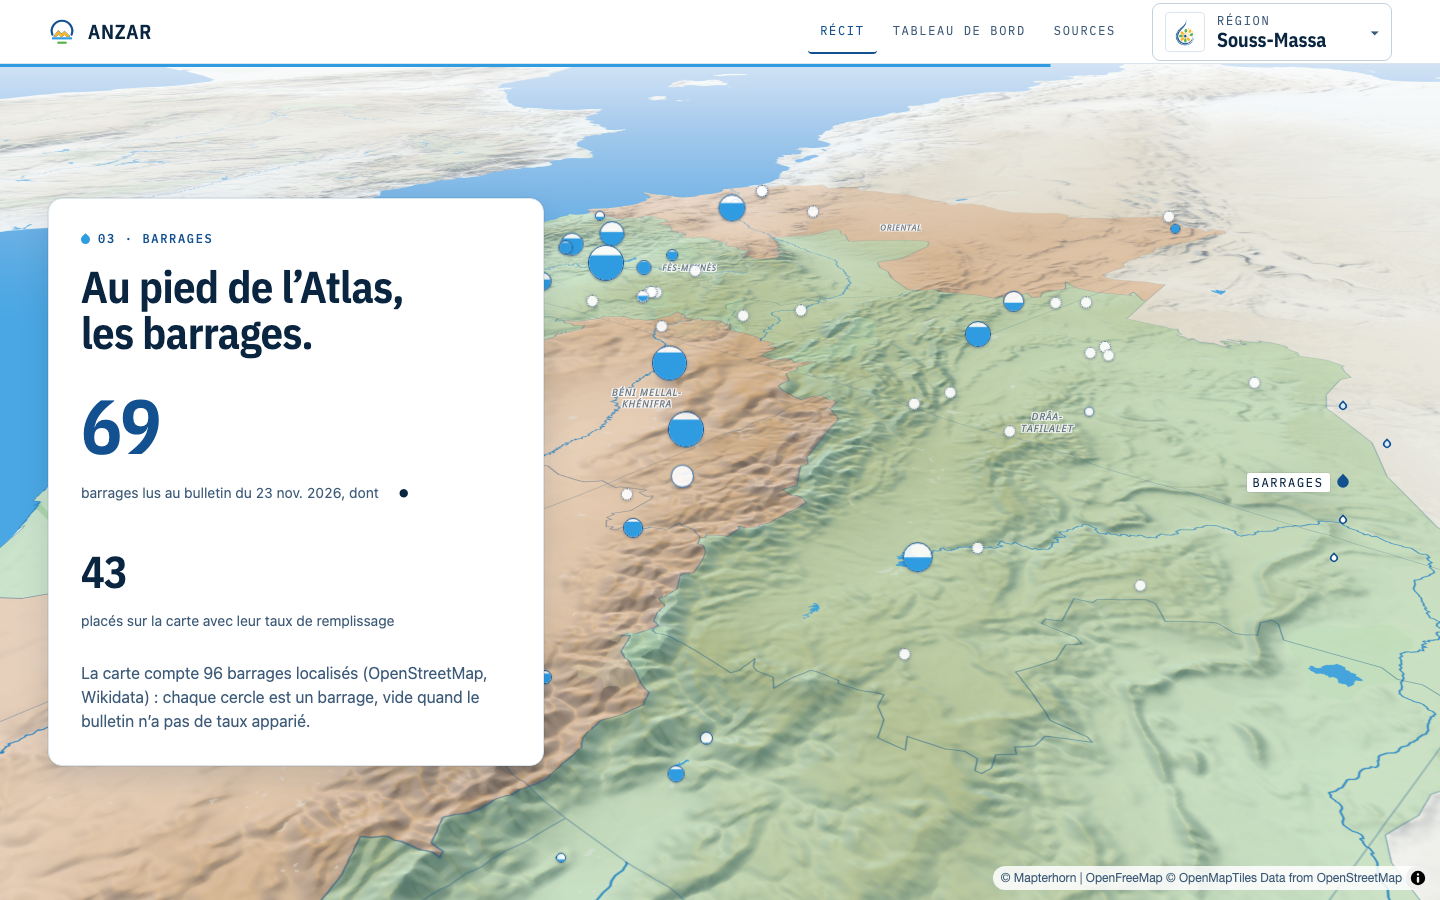 ANZAR
RÉCIT
TABLEAU DE BORD
SOURCES
RÉGION
Souss-Massa
03 · BARRAGES
Au pied de l’Atlas,
les barrages.
69
barrages lus au bulletin du 23 nov. 2026, dont
43
placés sur la carte avec leur taux de remplissage
La carte compte 96 barrages localisés (OpenStreetMap,
Wikidata) : chaque cercle est un barrage, vide quand le
bulletin n’a pas de taux apparié.
ORIENTAL
FÈS-MEKNÈS
BÉNI MELLAL-
KHÉNIFRA
DRÂA-
TAFILALET
BARRAGES
© Mapterhorn | OpenFreeMap © OpenMapTiles Data from OpenStreetMap